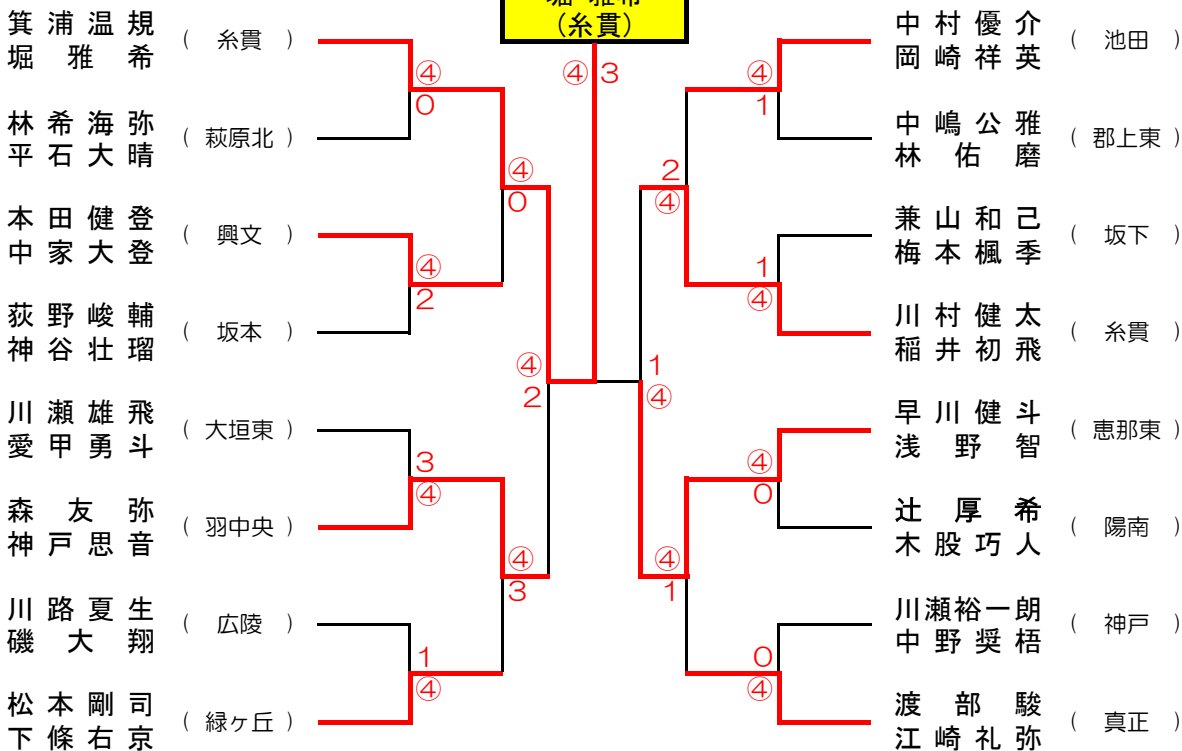 堀 雅希
(糸貫)
④ 3
箕浦温規
堀雅希
( 糸貫 )
④
0
林希海弥
平石大晴
( 萩原北 )
④
0
本田健登
中家大登
( 興文 )
④
2
荻野峻輔
神谷壮瑠
( 坂本 )
④
2
川瀬雄飛
愛甲勇斗
( 大垣東 )
3
④
森友弥
神戸思音
( 羽中央 )
④
3
川路夏生
磯大翔
( 広陵 )
1
④
松本剛司
下條右京
( 緑ヶ丘 )
中村優介
岡崎祥英
( 池田 )
④
1
中嶋公雅
林佑磨
( 郡上東 )
2
④
兼山和己
梅本楓季
( 坂下 )
1
④
川村健太
稲井初飛
( 糸貫 )
1
④
早川健斗
浅野智
( 恵那東 )
④
0
辻厚希
木股巧人
( 陽南 )
④
1
川瀬裕一朗
中野奨梧
( 神戸 )
0
④
渡部駿
江崎礼弥
( 真正 )